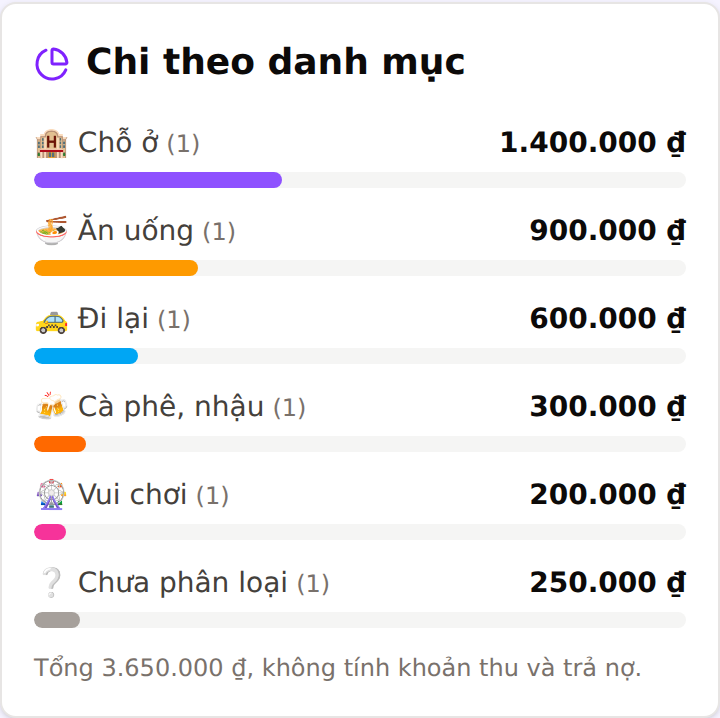 Chi theo danh mục
Chỗ ở (1) 1.400.000 ₫
Ăn uống (1) 900.000 ₫
Đi lại (1) 600.000 ₫
Cà phê, nhậu (1) 300.000 ₫
Vui chơi (1) 200.000 ₫
Chưa phân loại (1) 250.000 ₫
Tổng 3.650.000 ₫, không tính khoản thu và trả nợ.